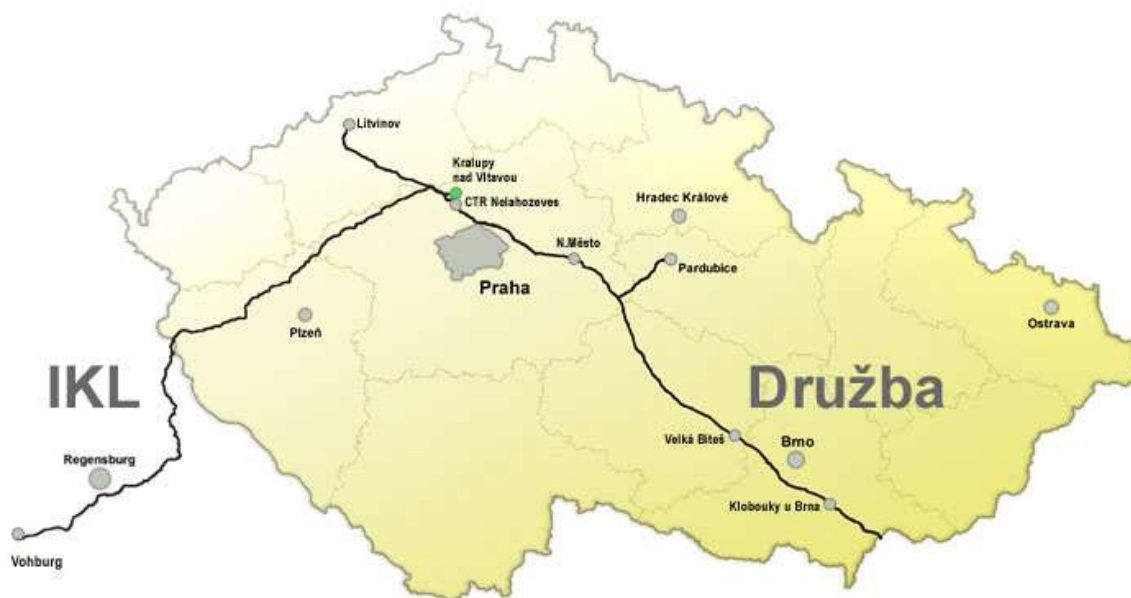 Litvínov
Kralupy
nad Vltavou
CTR Nelahozeves
Hradec Králové
N.Město
Pardubice
Praha
Plzeň
Ostrava
IKL
Družba
Velká Bíteš
Brno
Regensburg
Klobouky u Brna
Vohburg